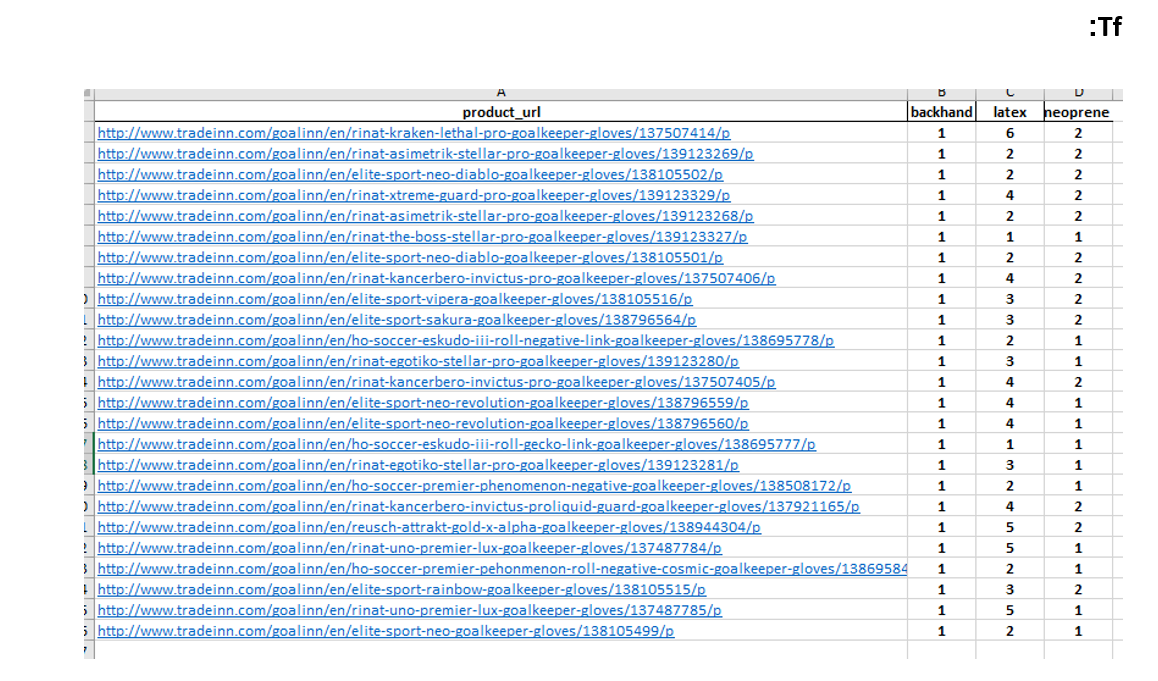 :Tf
A B C D
product_url backhand latex neoprene
http://www.tradeinn.com/goalinn/en/rinat-kraken-lethal-pro-goalkeeper-gloves/137507414/p 1 6 2
http://www.tradeinn.com/goalinn/en/rinat-asimetrik-stellar-pro-goalkeeper-gloves/139123269/p 1 2 2
http://www.tradeinn.com/goalinn/en/elite-sport-neo-diablo-goalkeeper-gloves/138105502/p 1 2 2
http://www.tradeinn.com/goalinn/en/rinat-xtreme-guard-pro-goalkeeper-gloves/139123329/p 1 4 2
http://www.tradeinn.com/goalinn/en/rinat-asimetrik-stellar-pro-goalkeeper-gloves/139123268/p 1 2 2
http://www.tradeinn.com/goalinn/en/rinat-the-boss-stellar-pro-goalkeeper-gloves/139123327/p 1 1 1
http://www.tradeinn.com/goalinn/en/elite-sport-neo-diablo-goalkeeper-gloves/138105501/p 1 2 2
http://www.tradeinn.com/goalinn/en/rinat-kancerbero-invictus-pro-goalkeeper-gloves/137507406/p 1 4 2
http://www.tradeinn.com/goalinn/en/elite-sport-vipera-goalkeeper-gloves/138105516/p 1 3 2
http://www.tradeinn.com/goalinn/en/elite-sport-sakura-goalkeeper-gloves/138796564/p 1 3 2
http://www.tradeinn.com/goalinn/en/ho-soccer-eskudo-iii-roll-negative-link-goalkeeper-gloves/138695778/p 1 2 1
http://www.tradeinn.com/goalinn/en/rinat-egotiko-stellar-pro-goalkeeper-gloves/139123280/p 1 3 1
http://www.tradeinn.com/goalinn/en/rinat-kancerbero-invictus-pro-goalkeeper-gloves/137507405/p 1 4 2
http://www.tradeinn.com/goalinn/en/elite-sport-neo-revolution-goalkeeper-gloves/138796559/p 1 4 1
http://www.tradeinn.com/goalinn/en/elite-sport-neo-revolution-goalkeeper-gloves/138796560/p 1 4 1
http://www.tradeinn.com/goalinn/en/ho-soccer-eskudo-iii-roll-gecko-link-goalkeeper-gloves/138695777/p 1 1 1
http://www.tradeinn.com/goalinn/en/rinat-egotiko-stellar-pro-goalkeeper-gloves/139123281/p 1 3 1
http://www.tradeinn.com/goalinn/en/ho-soccer-premier-phenomenon-negative-goalkeeper-gloves/138508172/p 1 2 1
http://www.tradeinn.com/goalinn/en/rinat-kancerbero-invictus-proliquid-guard-goalkeeper-gloves/137921165/p 1 4 2
http://www.tradeinn.com/goalinn/en/reusch-attrakt-gold-x-alpha-goalkeeper-gloves/138944304/p 1 5 2
http://www.tradeinn.com/goalinn/en/rinat-uno-premier-lux-goalkeeper-gloves/137487784/p 1 5 1
http://www.tradeinn.com/goalinn/en/ho-soccer-premier-pehonmenon-roll-negative-cosmic-goalkeeper-gloves/13869584 1 2 1
http://www.tradeinn.com/goalinn/en/elite-sport-rainbow-goalkeeper-gloves/138105515/p 1 3 2
http://www.tradeinn.com/goalinn/en/rinat-uno-premier-lux-goalkeeper-gloves/137487785/p 1 5 1
http://www.tradeinn.com/goalinn/en/elite-sport-neo-goalkeeper-gloves/138105499/p 1 2 1